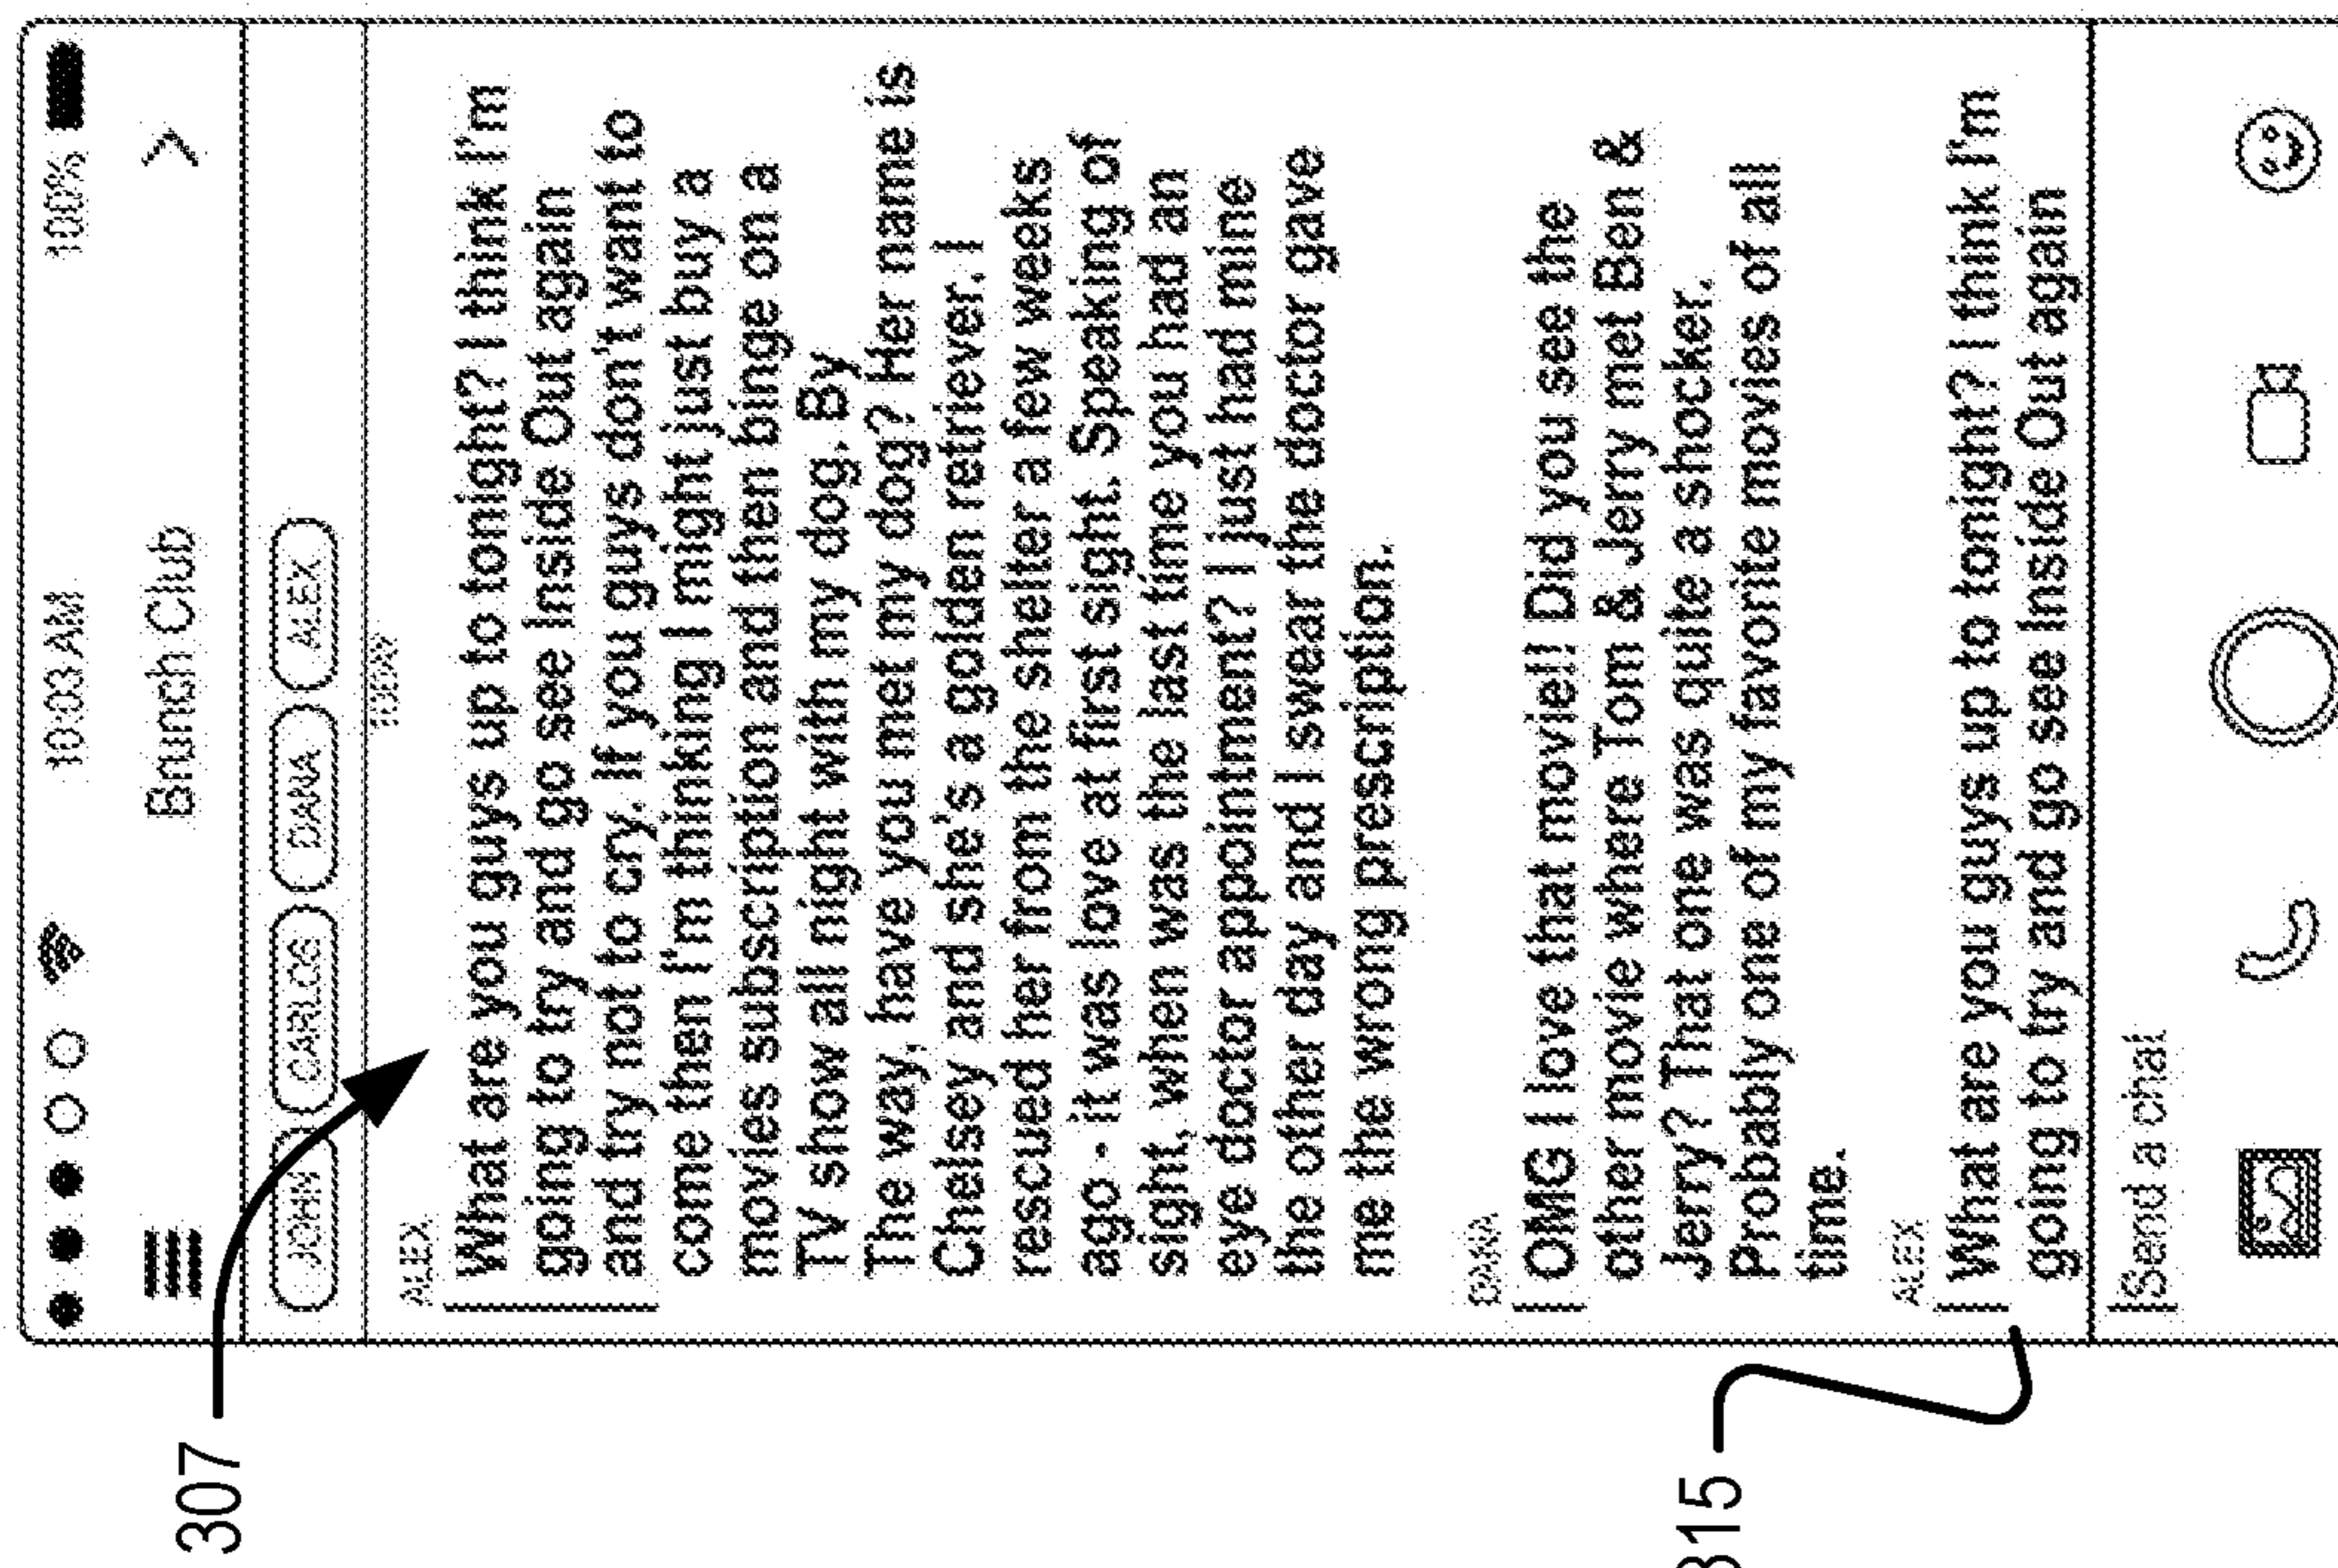 10:03 AM 100%
Brunch Club
JOHN CARLOS DANA ALEX
TODAY
307
ALEX
What are you guys up to tonight? I think I'm
going to try and go see Inside Out again
and try not to cry. If you guys don't want to
come then I'm thinking I might just buy a
movies subscription and then binge on a
TV show all night with my dog. By
The way, have you met my dog? Her name is
Chelsey and she's a golden retriever. I
rescued her from the shelter a few weeks
ago - it was love at first sight. Speaking of
sight, when was the last time you had an
eye doctor appointment? I just had mine
the other day and I swear the doctor gave
me the wrong prescription.
DANA
OMG I love that movie!! Did you see the
other movie where Tom & Jerry met Ben &
Jerry? That one was quite a shocker.
Probably one of my favorite movies of all
time.
ALEX
What are you guys up to tonight? I think I'm
going to try and go see Inside Out again
315
Send a chat